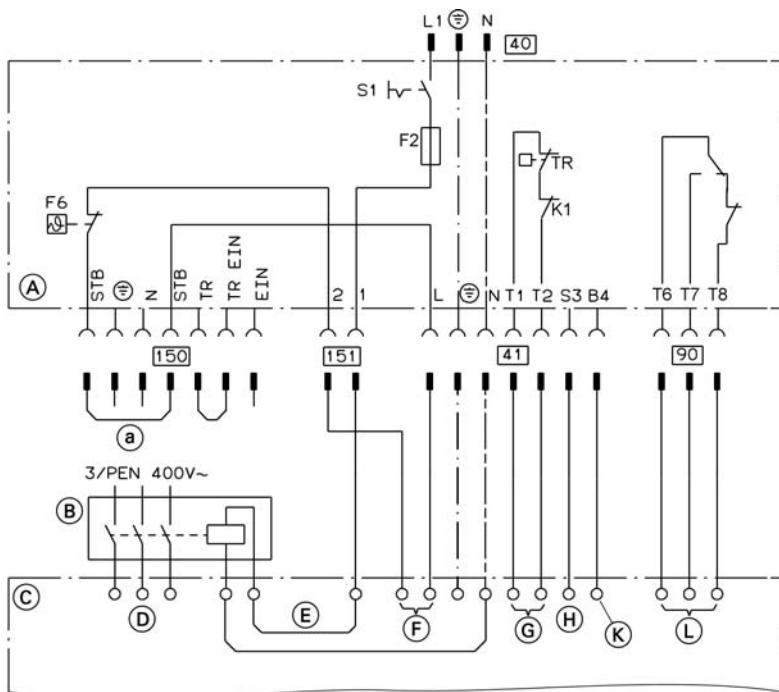 L1 N
40
S1
F2
TR
F6
K1
STB
N
STB
TR
TR EIN
EIN
A
2 1 L N T1 T2 S3 B4 T6 T7 T8
150 151 41 90
a
3/PEN 400V~
B
C
D E F G H K L